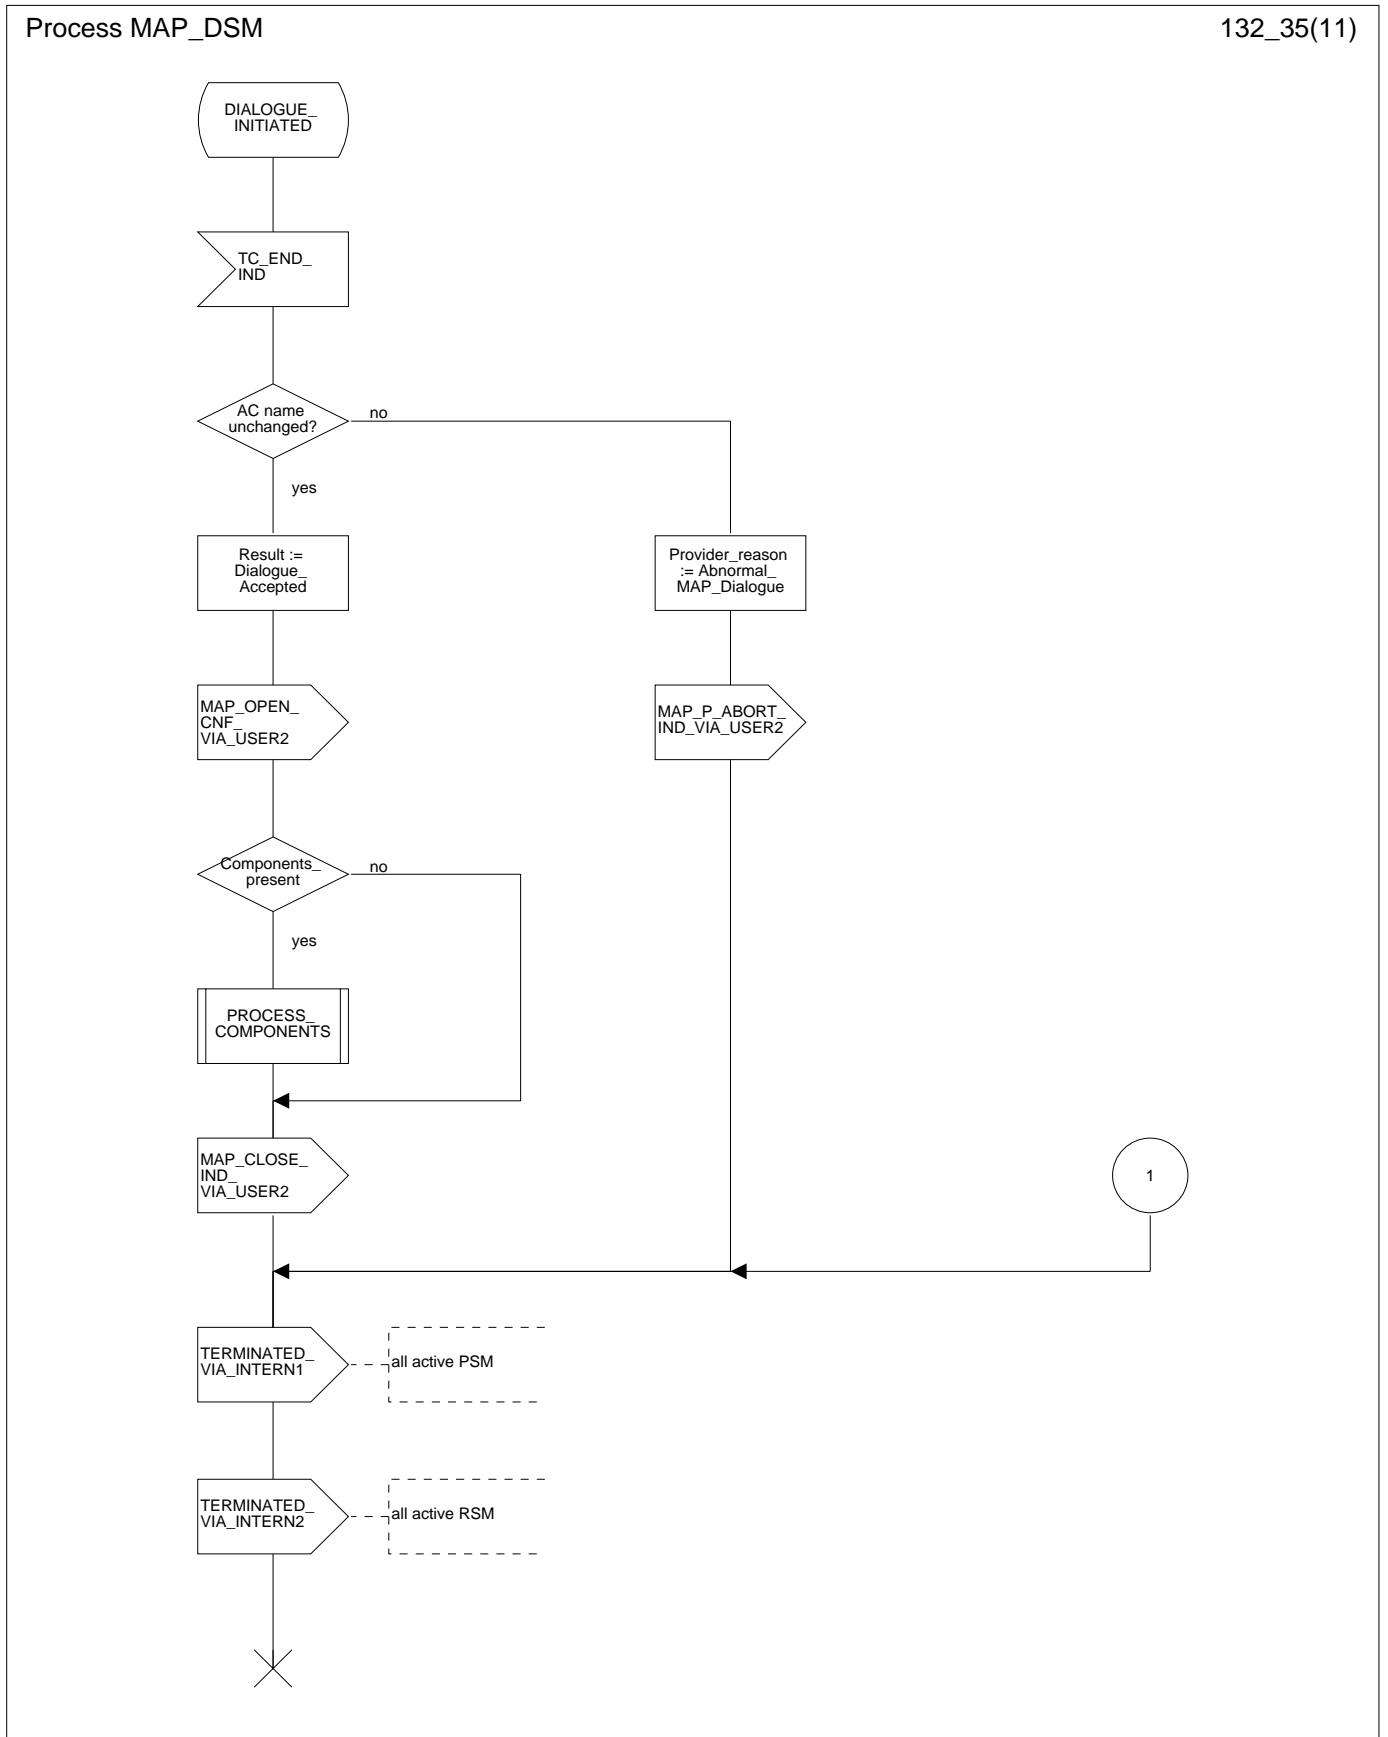 Process MAP_DSM
132_35(11)
DIALOGUE_
INITIATED
TC_END_
IND
AC name
unchanged?
no
yes
Result :=
Dialogue_
Accepted
Provider_reason
:= Abnormal_
MAP_Dialogue
MAP_OPEN_
CNF_
VIA_USER2
MAP_P_ABORT_
IND_VIA_USER2
Components_
present
no
yes
PROCESS_
COMPONENTS
MAP_CLOSE_
IND_
VIA_USER2
1
TERMINATED_
VIA_INTERN1
all active PSM
TERMINATED_
VIA_INTERN2
all active RSM